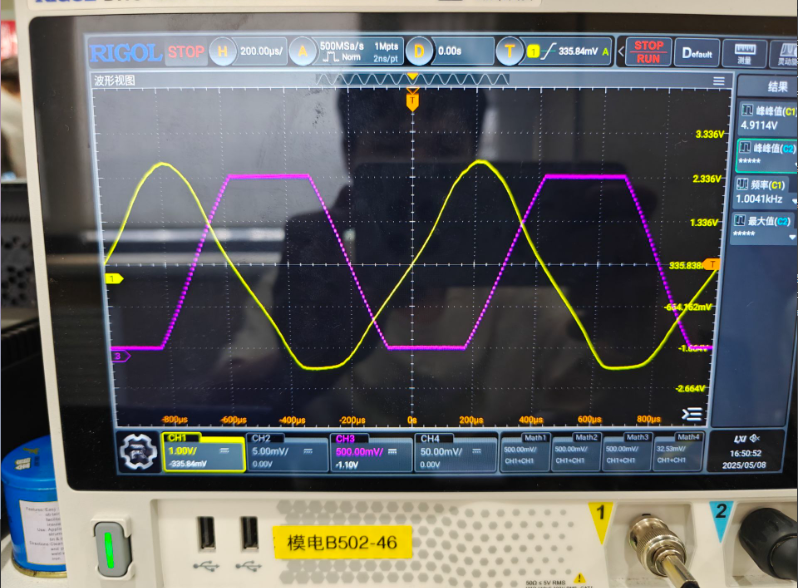 RIGOL STOP H 200.00µs/ A 500MSa/s 1Mpts Norm 2ns/pt D 0.00s T 1 335.84mV A STOP RUN Default 测量
波形视图
T
结果
峰峰值(C1)
4.9114V
峰峰值(C2)
*****
频率(C1)
1.0041kHz
最大值(C2)
*****
3.336V
2.336V
1.336V
335.838
T
1
-664.162mV
3
-1.664V
-2.664V
-800µs -600µs -400µs -200µs 0s 200µs 400µs 600µs 800µs
CH1 CH2 CH3 CH4 Math1 Math2 Math3 Math4
1.00V/ 5.00mV/ 500.00mV/ 50.00mV/ 500.00mV/ 500.00mV/ 500.00mV/
-335.84mV 0.00V -1.10V 0.00V CH1+CH1 CH1+CH1 CH1+CH1 CH1+CH1
LXI
16:50:52
2025/05/08
模电B502-46
1
2